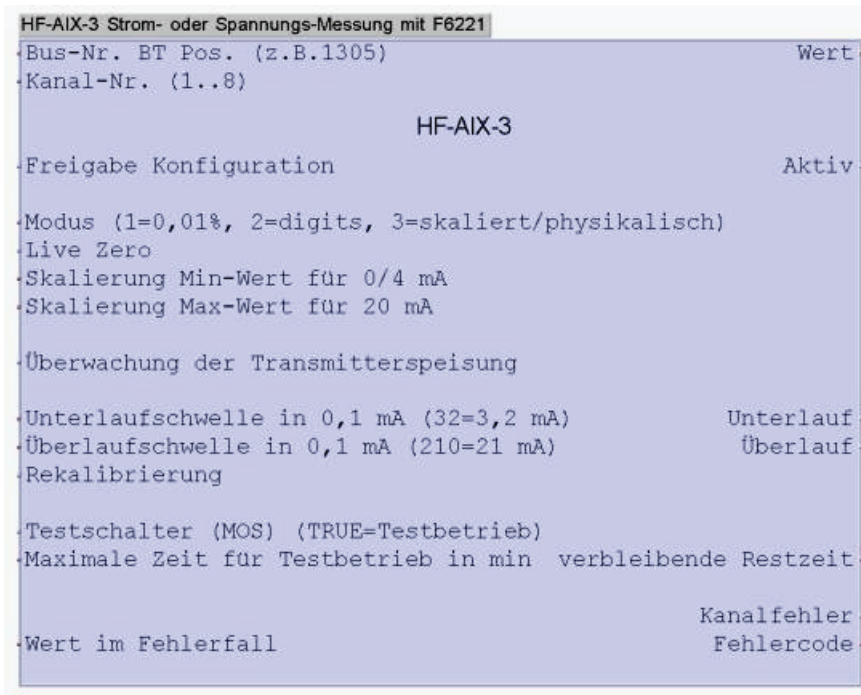 HF-AIX-3 Strom- oder Spannungs-Messung mit F6221
Bus-Nr. BT Pos. (z.B.1305) Wert
Kanal-Nr. (1..8)
HF-AIX-3
Freigabe Konfiguration Aktiv
Modus (1=0,01%, 2=digits, 3=skaliert/physikalisch)
Live Zero
Skalierung Min-Wert für 0/4 mA
Skalierung Max-Wert für 20 mA
Überwachung der Transmitterspeisung
Unterlaufschwelle in 0,1 mA (32=3,2 mA) Unterlauf
Überlaufschwelle in 0,1 mA (210=21 mA) Überlauf
Rekalibrierung
Testschalter (MOS) (TRUE=Testbetrieb)
Maximale Zeit für Testbetrieb in min verbleibende Restzeit
Kanalfehler
Wert im Fehlerfall Fehlercode